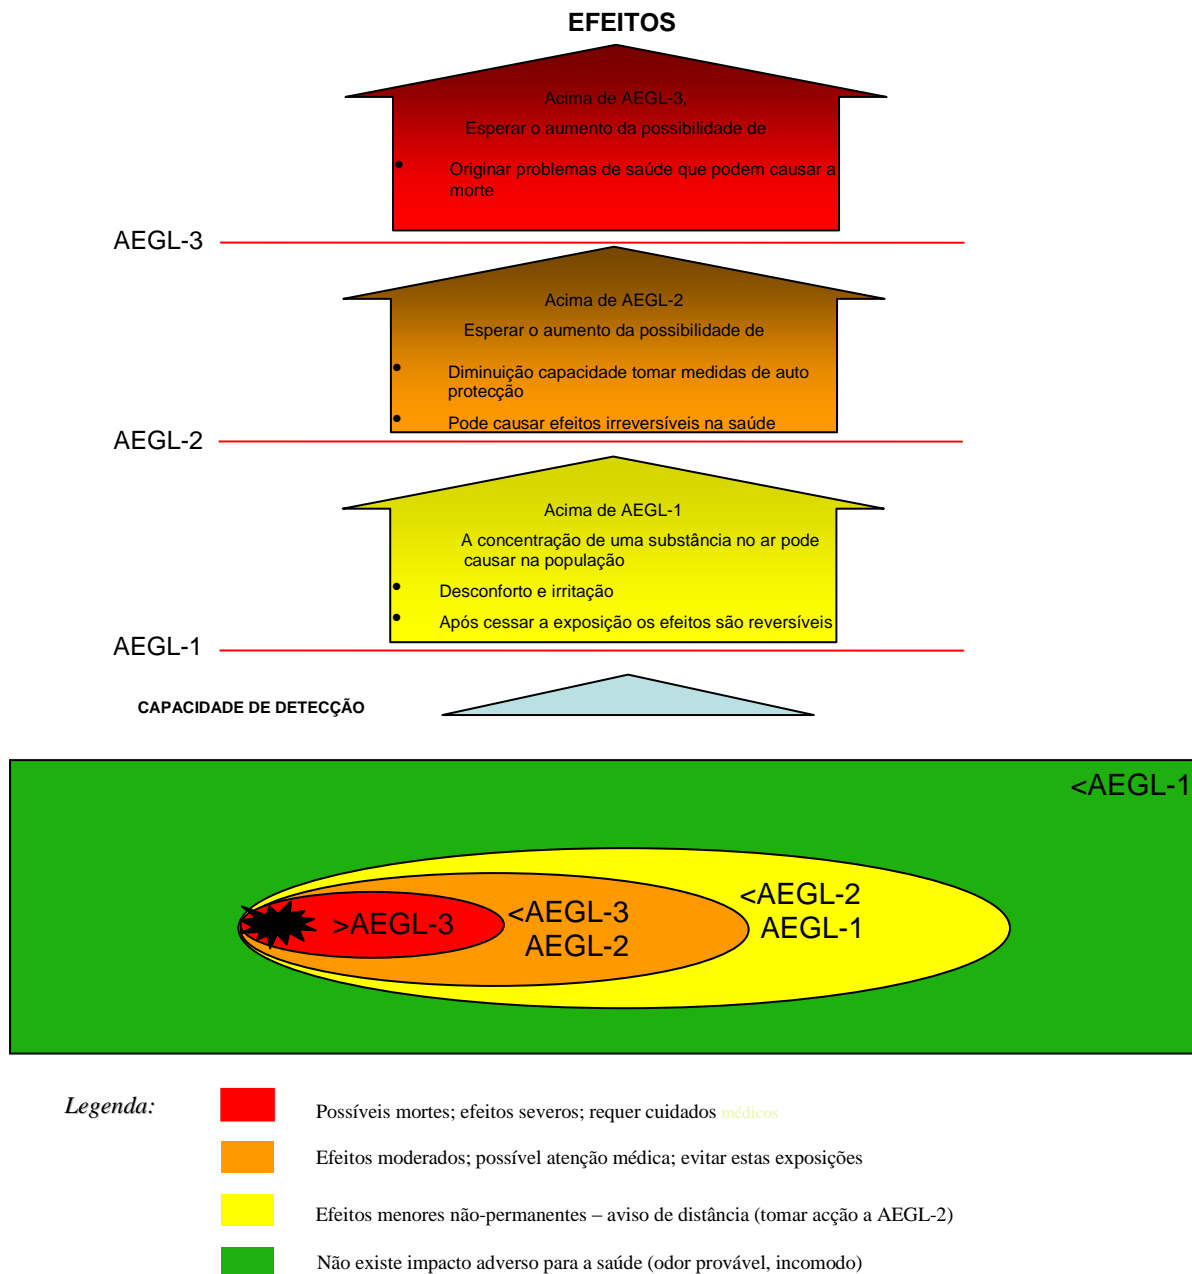 EFEITOS
Acima de AEGL-3,
Esperar o aumento da possibilidade de
• Originar problemas de saúde que podem causar a
morte
AEGL-3
Acima de AEGL-2
Esperar o aumento da possibilidade de
• Diminuição capacidade tomar medidas de auto
protecção
• Pode causar efeitos irreversíveis na saúde
AEGL-2
Acima de AEGL-1
A concentração de uma substância no ar pode
causar na população
• Desconforto e irritação
• Após cessar a exposição os efeitos são reversíveis
AEGL-1
CAPACIDADE DE DETECÇÃO
<AEGL-1
>AEGL-3
<AEGL-3
AEGL-2
<AEGL-2
AEGL-1
Legenda:
Possíveis mortes; efeitos severos; requer cuidados médicos
Efeitos moderados; possível atenção médica; evitar estas exposições
Efeitos menores não-permanentes – aviso de distância (tomar acção a AEGL-2)
Não existe impacto adverso para a saúde (odor provável, incomodo)